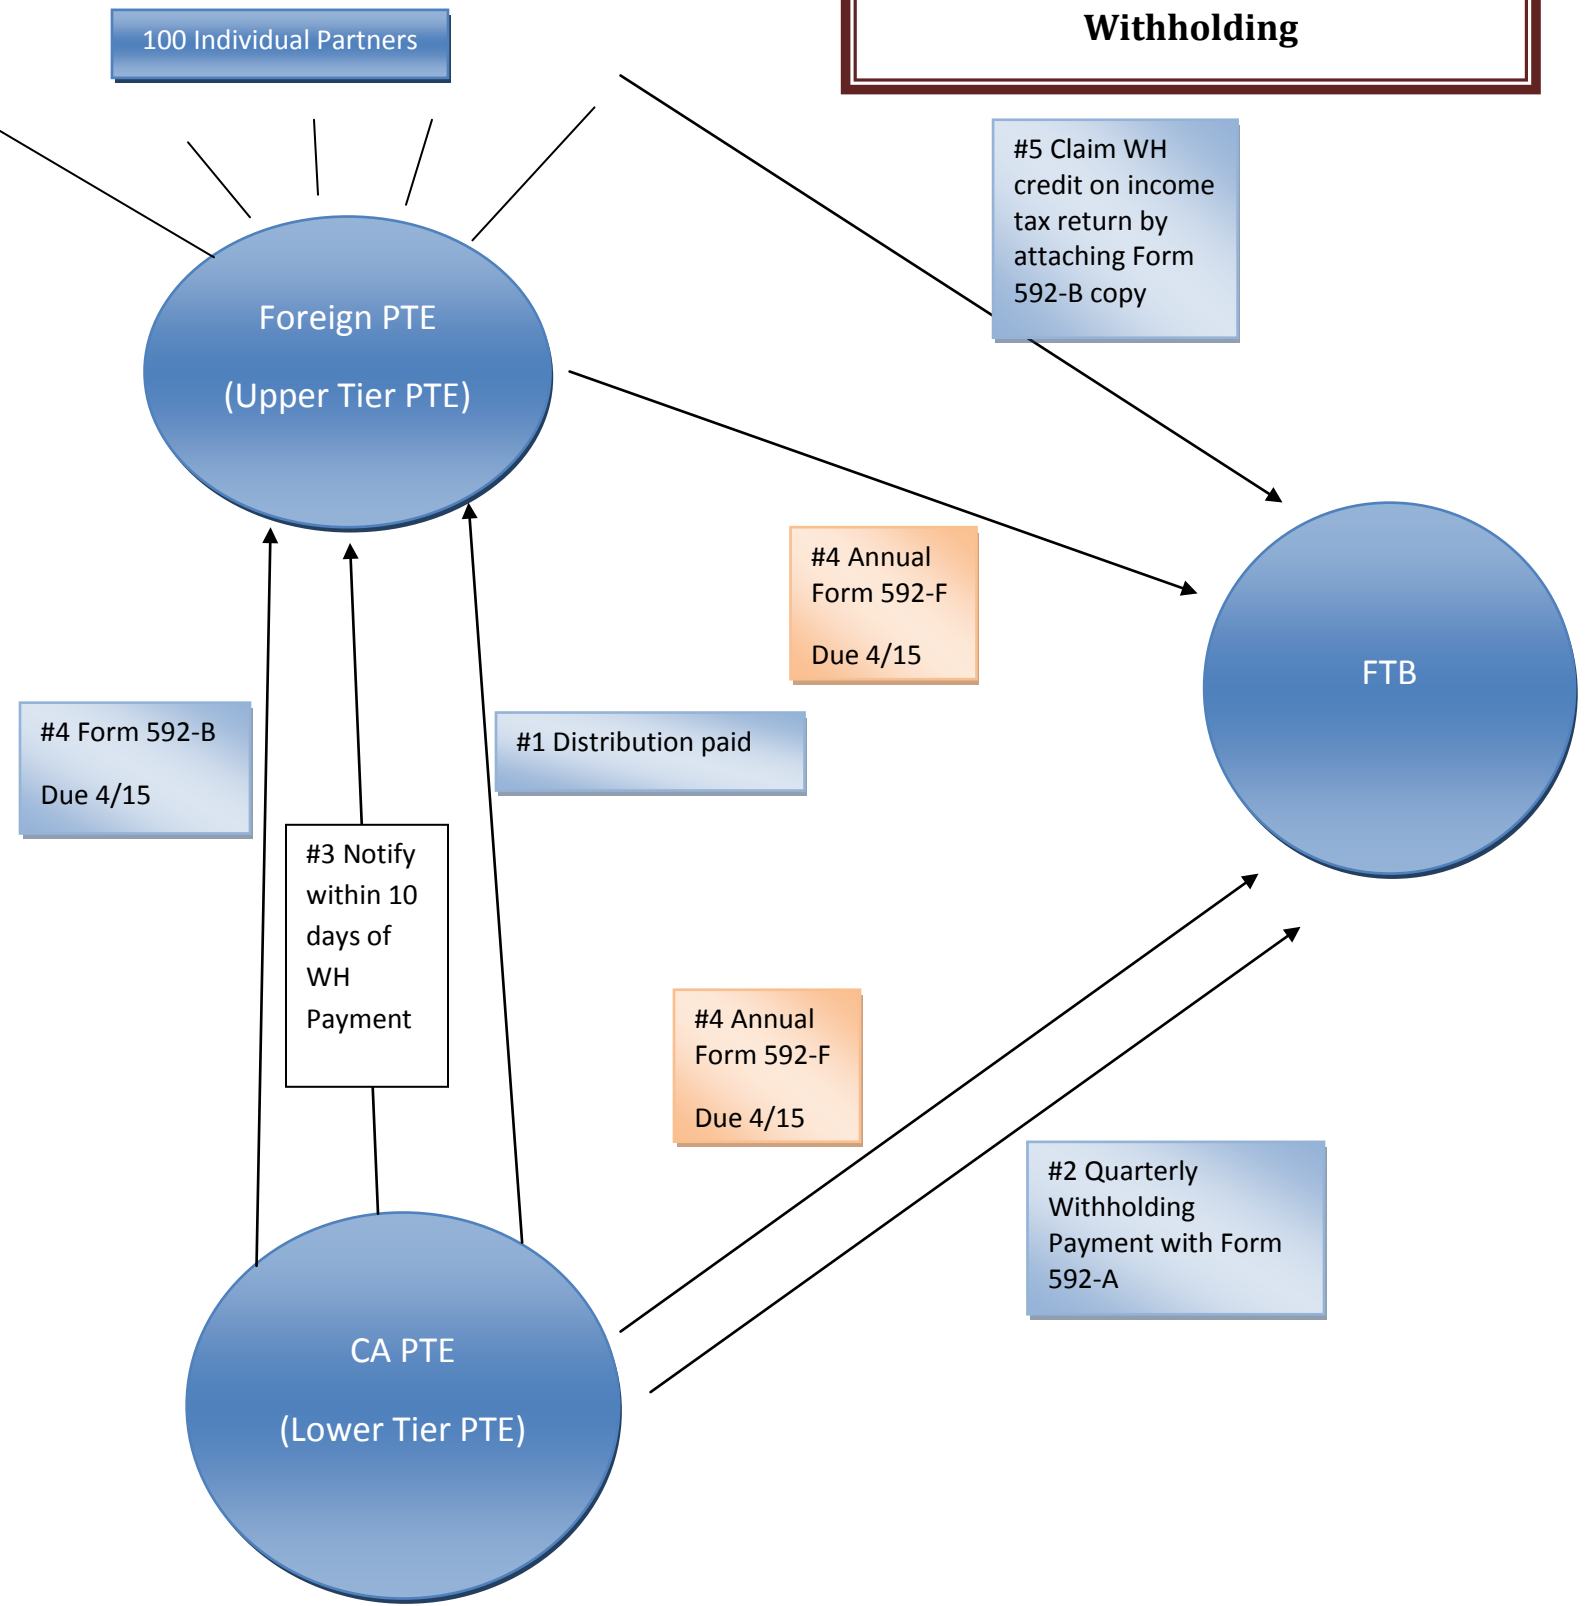 Withholding
100 Individual Partners
#5 Claim WH
credit on income
tax return by
attaching Form
592-B copy
Foreign PTE
(Upper Tier PTE)
#4 Annual
Form 592-F
Due 4/15
FTB
#4 Form 592-B
Due 4/15
#1 Distribution paid
#3 Notify
within 10
days of
WH
Payment
#4 Annual
Form 592-F
Due 4/15
#2 Quarterly
Withholding
Payment with Form
592-A
CA PTE
(Lower Tier PTE)